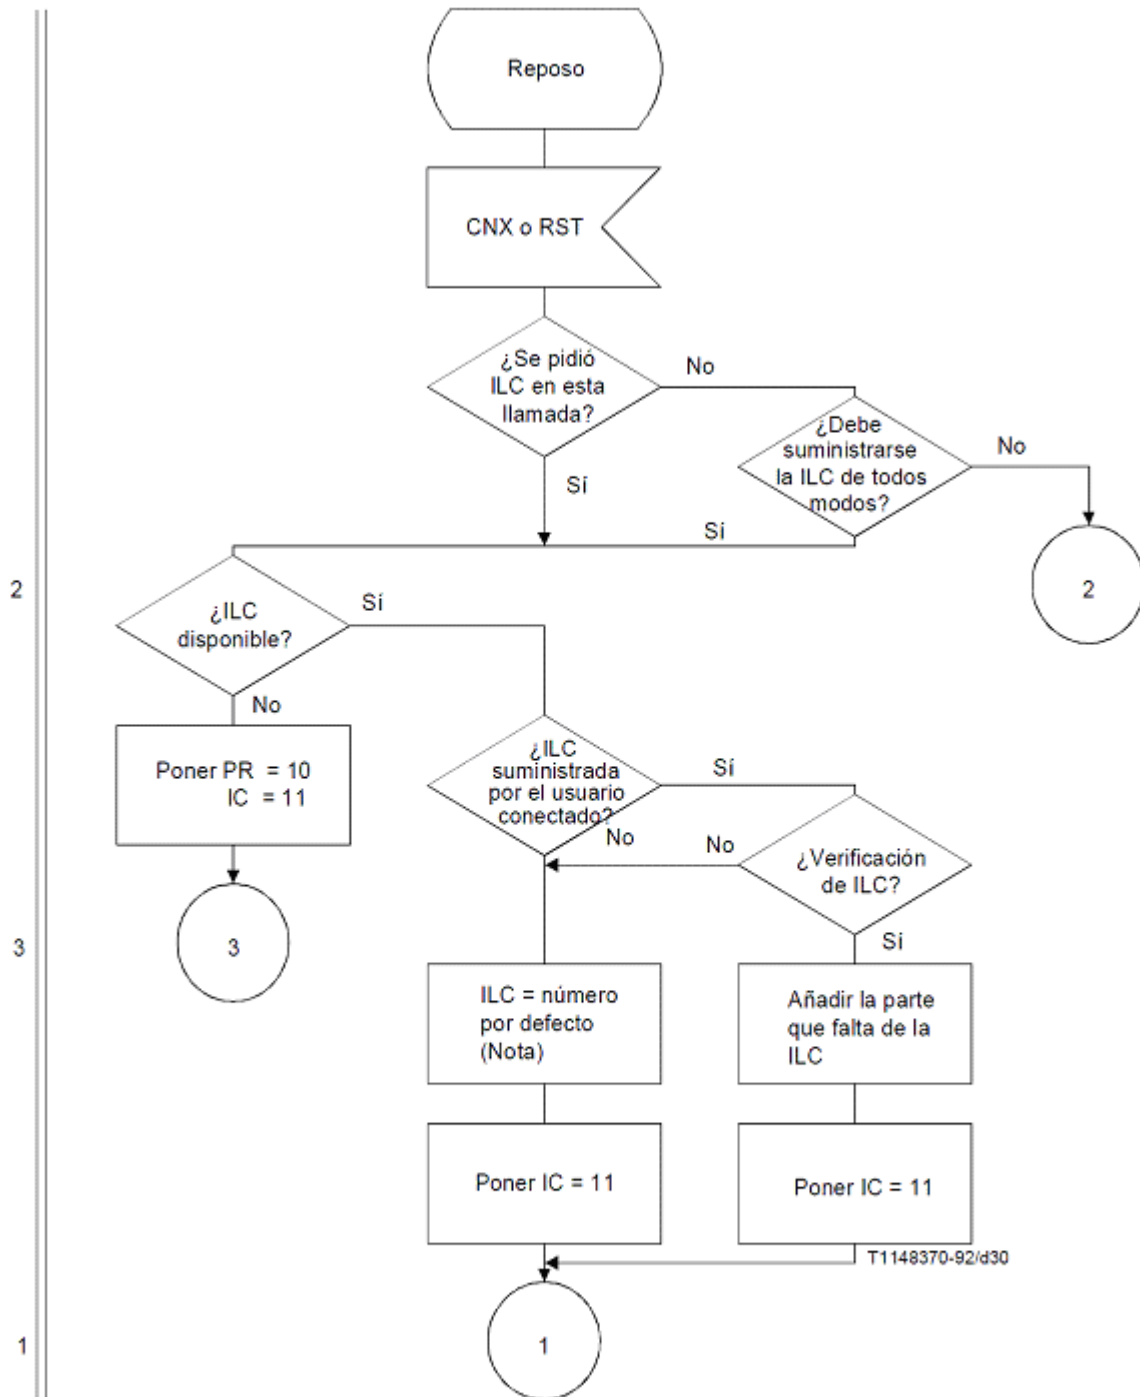 Reposo
CNX o RST
¿Se pidió
ILC en esta
llamada?
No
¿Debe
suministrarse
la ILC de todos
modos?
No
Sí
Sí
2
2
¿ILC
disponible?
Sí
No
Poner PR = 10
IC = 11
¿ILC
suministrada
por el usuario
conectado?
Sí
No
No
¿Verificación
de ILC?
Sí
3
3
ILC = número
por defecto
(Nota)
Añadir la parte
que falta de la
ILC
Poner IC = 11
Poner IC = 11
T1148370-92/d30
1
1